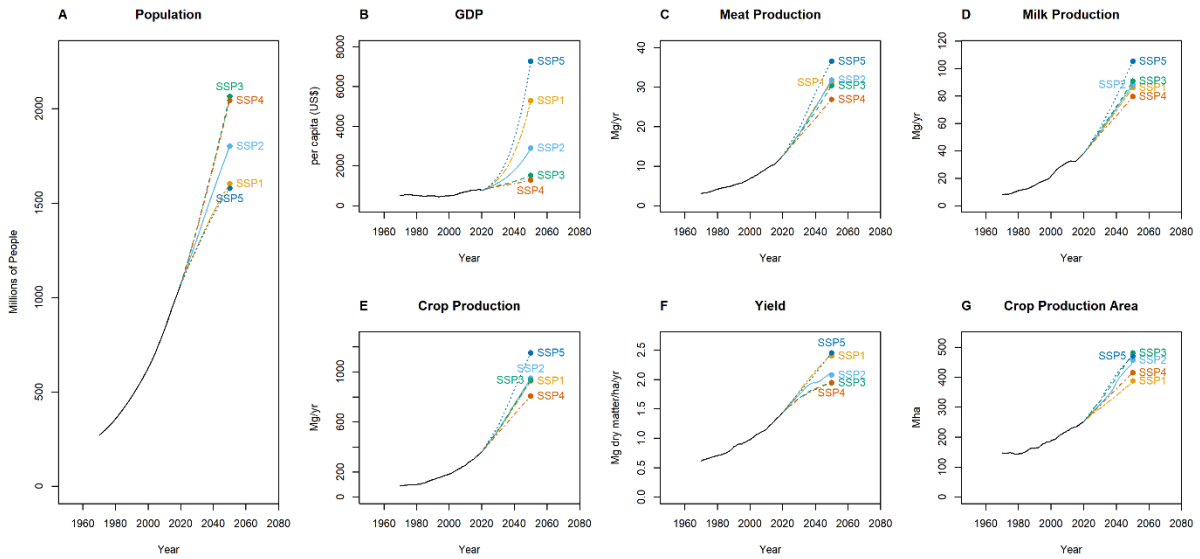 A Population
2000
1500
1000
500
0
Millions of People
SSP3
SSP4
SSP2
SSP1
SSP5
1960 1980 2000 2020 2040 2060 2080
Year
B GDP
8000
6000
4000
2000
0
per capita (US$)
SSP5
SSP1
SSP2
SSP3
SSP4
1960 1980 2000 2020 2040 2060 2080
Year
C Meat Production
40
30
20
10
0
Mg/yr
SSP5
SSP2
SSP1
SSP3
SSP4
1960 1980 2000 2020 2040 2060 2080
Year
D Milk Production
120
100
80
60
40
20
0
Mg/yr
SSP5
SSP3
SSP2
SSP1
SSP4
1960 1980 2000 2020 2040 2060 2080
Year
E Crop Production
1000
600
200
0
Mg/yr
SSP5
SSP2
SSP3
SSP1
SSP4
1960 1980 2000 2020 2040 2060 2080
Year
F Yield
2.5
2.0
1.5
1.0
0.5
0.0
Mg dry matter/ha/yr
SSP5
SSP1
SSP2
SSP3
SSP4
1960 1980 2000 2020 2040 2060 2080
Year
G Crop Production Area
500
400
300
200
100
0
Mha
SSP3
SSP5
SSP2
SSP4
SSP1
1960 1980 2000 2020 2040 2060 2080
Year